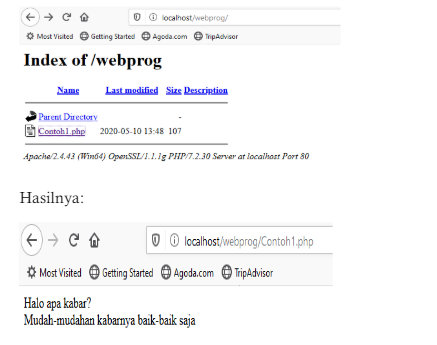 localhost/webprog/
Most Visited Getting Started Agoda.com TripAdvisor
Index of /webprog
Name Last modified Size Description
Parent Directory -
Contoh1.php 2020-05-10 13:48 107
Apache/2.4.43 (Win64) OpenSSL/1.1.1g PHP/7.2.30 Server at localhost Port 80
Hasilnya:
localhost/webprog/Contoh1.php
Most Visited Getting Started Agoda.com TripAdvisor
Halo apa kabar?
Mudah-mudahan kabarnya baik-baik saja